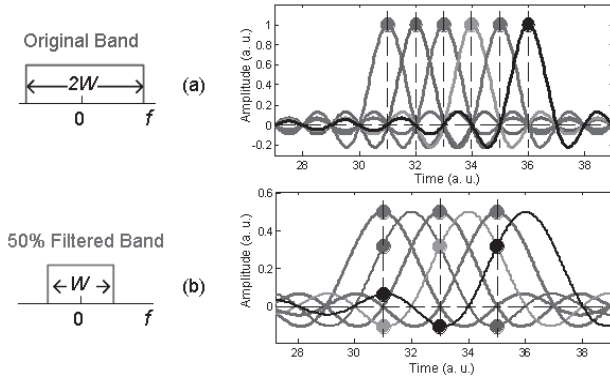 Original Band
2W
0
f
(a)
Amplitude (a. u.)
1
0.8
0.6
0.4
0.2
0
-0.2
28
30
32
34
36
38
Time (a. u.)
50% Filtered Band
W
0
f
(b)
Amplitude (a. u.)
0.6
0.4
0.2
0
28
30
32
34
36
38
Time (a. u.)